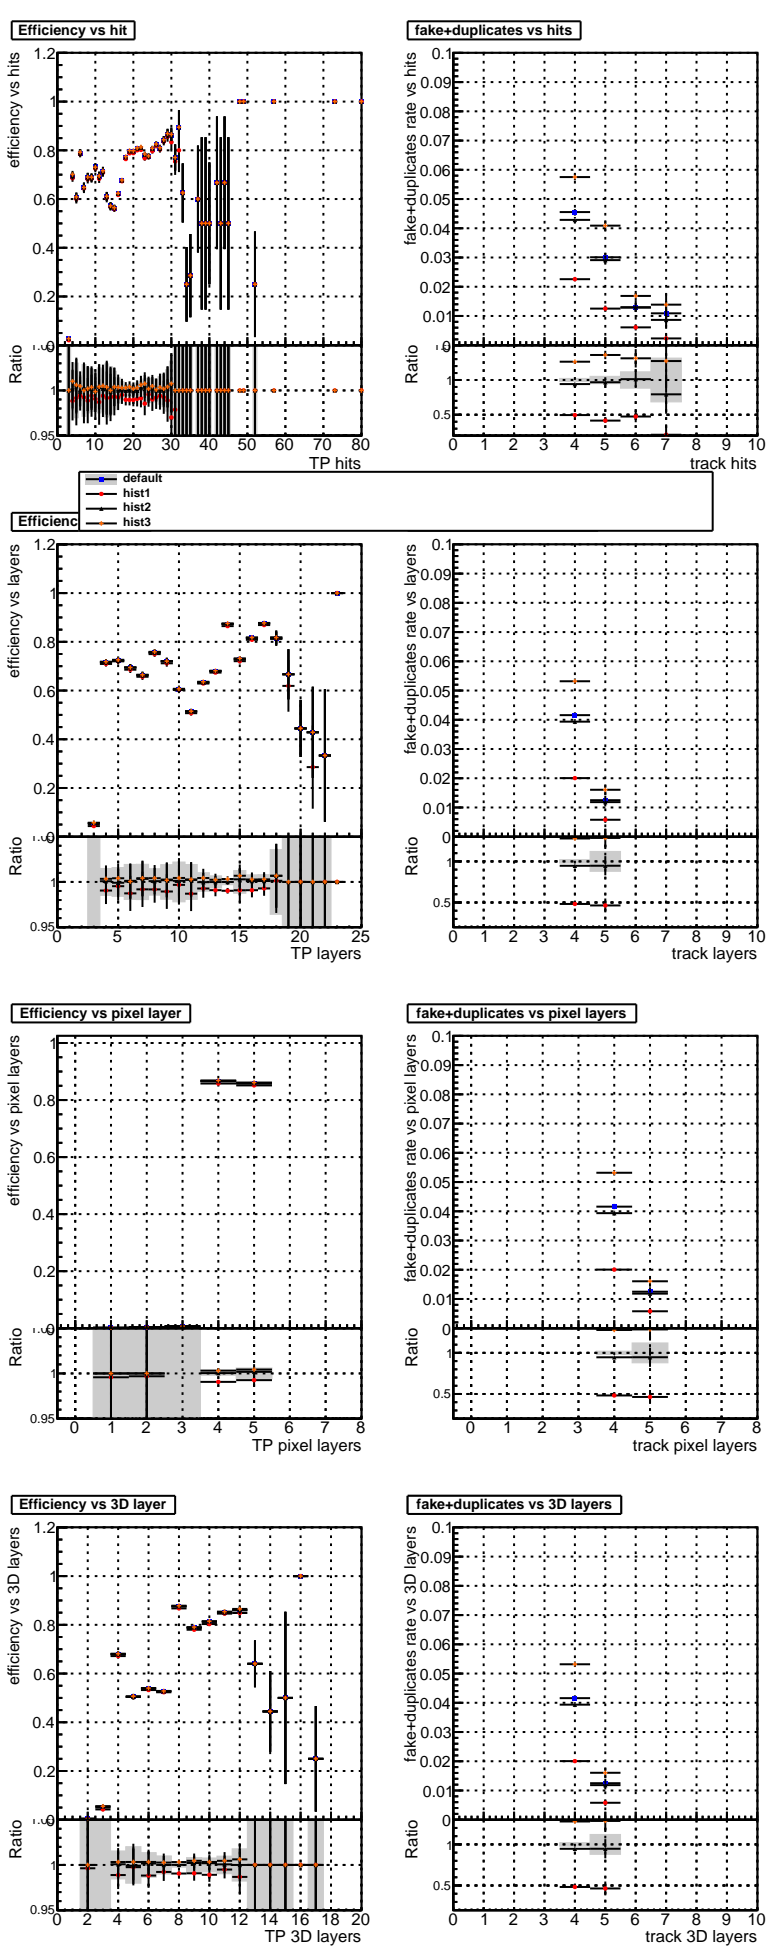 Efficiency vs hit
fake+duplicates vs hits
efficiency vs hits
1.2
1
0.8
0.6
0.4
0.2
Ratio
1
0.95
0 10 20 30 40 50 60 70 80
TP hits
fake+duplicates rate vs hits
0.1
0.09
0.08
0.07
0.06
0.05
0.04
0.03
0.02
0.01
Ratio
1
0.5
0 1 2 3 4 5 6 7 8 9 10
track hits
default
hist1
hist2
hist3
Efficienc
efficiency vs layers
1.2
1
0.8
0.6
0.4
0.2
Ratio
1
0.95
0 5 10 15 20 25
TP layers
fake+duplicates rate vs layers
0.1
0.09
0.08
0.07
0.06
0.05
0.04
0.03
0.02
0.01
0
Ratio
1
0.5
0 1 2 3 4 5 6 7 8 9 10
track layers
Efficiency vs pixel layer
fake+duplicates vs pixel layers
efficiency vs pixel layers
1
0.8
0.6
0.4
0.2
Ratio
1
0.95
0 1 2 3 4 5 6 7 8
TP pixel layers
fake+duplicates rate vs pixel layers
0.1
0.09
0.08
0.07
0.06
0.05
0.04
0.03
0.02
0.01
0
Ratio
1
0.5
0 1 2 3 4 5 6 7 8
track pixel layers
Efficiency vs 3D layer
fake+duplicates vs 3D layers
efficiency vs 3D layers
1.2
1
0.8
0.6
0.4
0.2
Ratio
1
0.95
0 2 4 6 8 10 12 14 16 18 20
TP 3D layers
fake+duplicates rate vs 3D layers
0.1
0.09
0.08
0.07
0.06
0.05
0.04
0.03
0.02
0.01
0
Ratio
1
0.5
0 1 2 3 4 5 6 7 8 9 10
track 3D layers